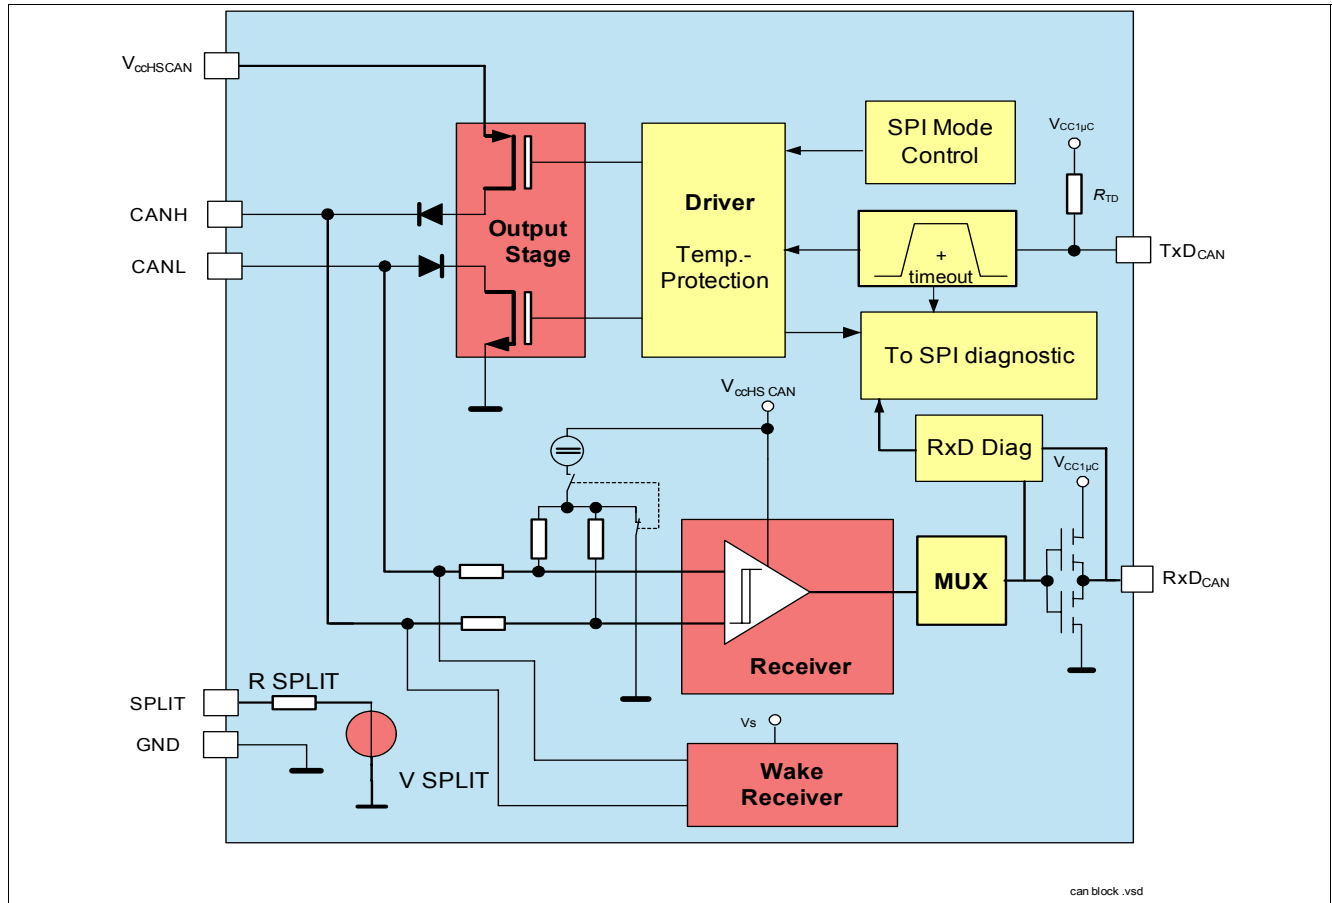 VccHSCAN
SPI Mode
Control
VCC1µC
RTD
CANH
Driver
Output
Stage
CANL
Temp.-
Protection
+
timeout
TxDCAN
To SPI diagnostic
VccHS CAN
RxD Diag
VCC1µC
MUX
RxDCAN
Receiver
R SPLIT
SPLIT
GND
V SPLIT
Vs
Wake
Receiver
can block .vsd